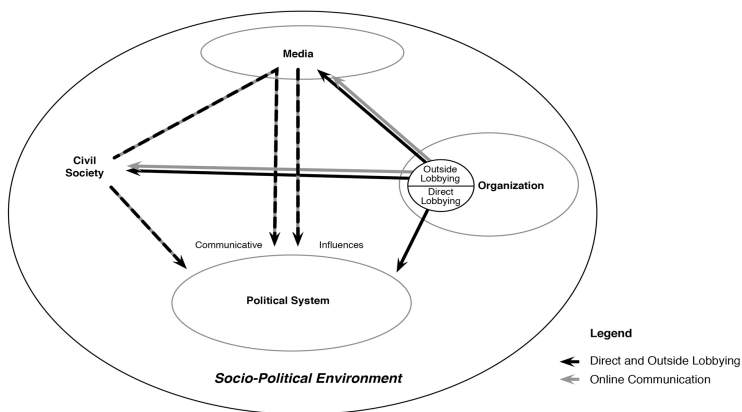 Media
Civil
Society
Outside
Lobbying
Direct
Lobbying
Organization
Communicative
Influences
Political System
Socio-Political Environment
Legend
Direct and Outside Lobbying
Online Communication